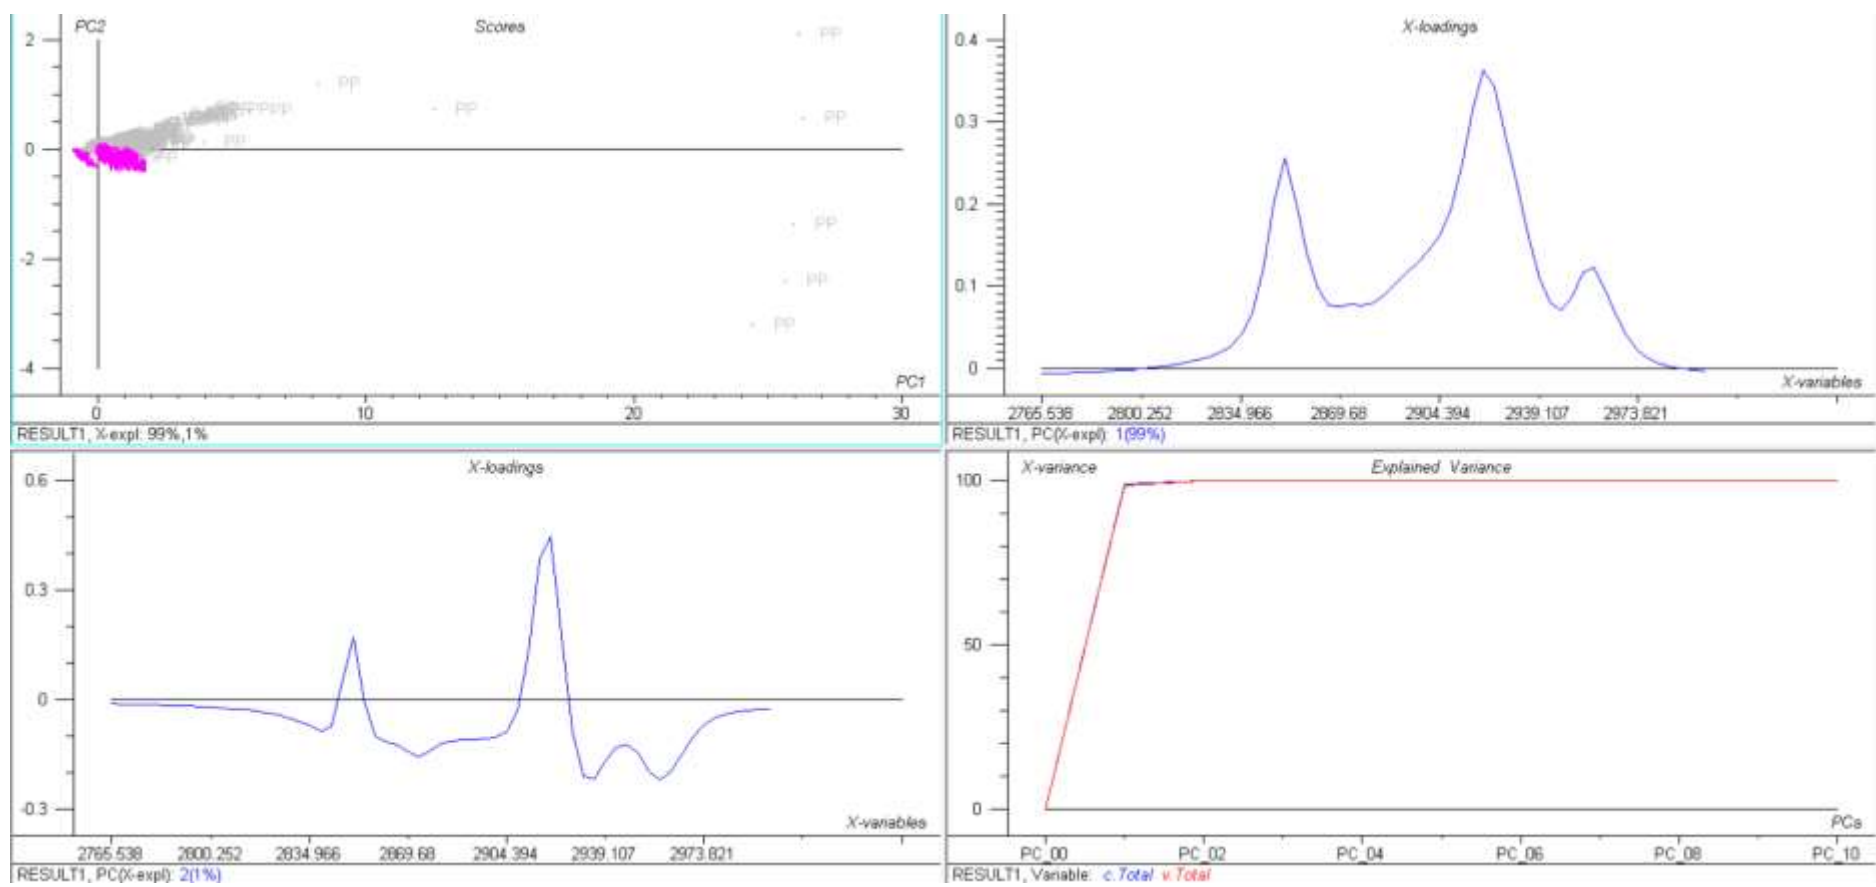 PC2
Scores
2
0
-2
-4
PP
PP
PP
PP
PPP
PP
PP
PP
PP
PP
PP
PC1
0 10 20 30
RESULT1, X-expl: 99%,1%
X-loadings
0.4
0.3
0.2
0.1
0
X-variables
2765.538 2800.252 2834.966 2869.68 2904.394 2939.107 2973.821
RESULT1, PC(X-expl): 1(99%)
X-loadings
0.6
0.3
0
-0.3
X-variables
2765.538 2800.252 2834.966 2869.68 2904.394 2939.107 2973.821
RESULT1, PC(X-expl): 2(1%)
X-variance
Explained Variance
100
50
0
PCs
PC_00 PC_02 PC_04 PC_06 PC_08 PC_10
RESULT1, Variable: c.Total v.Total